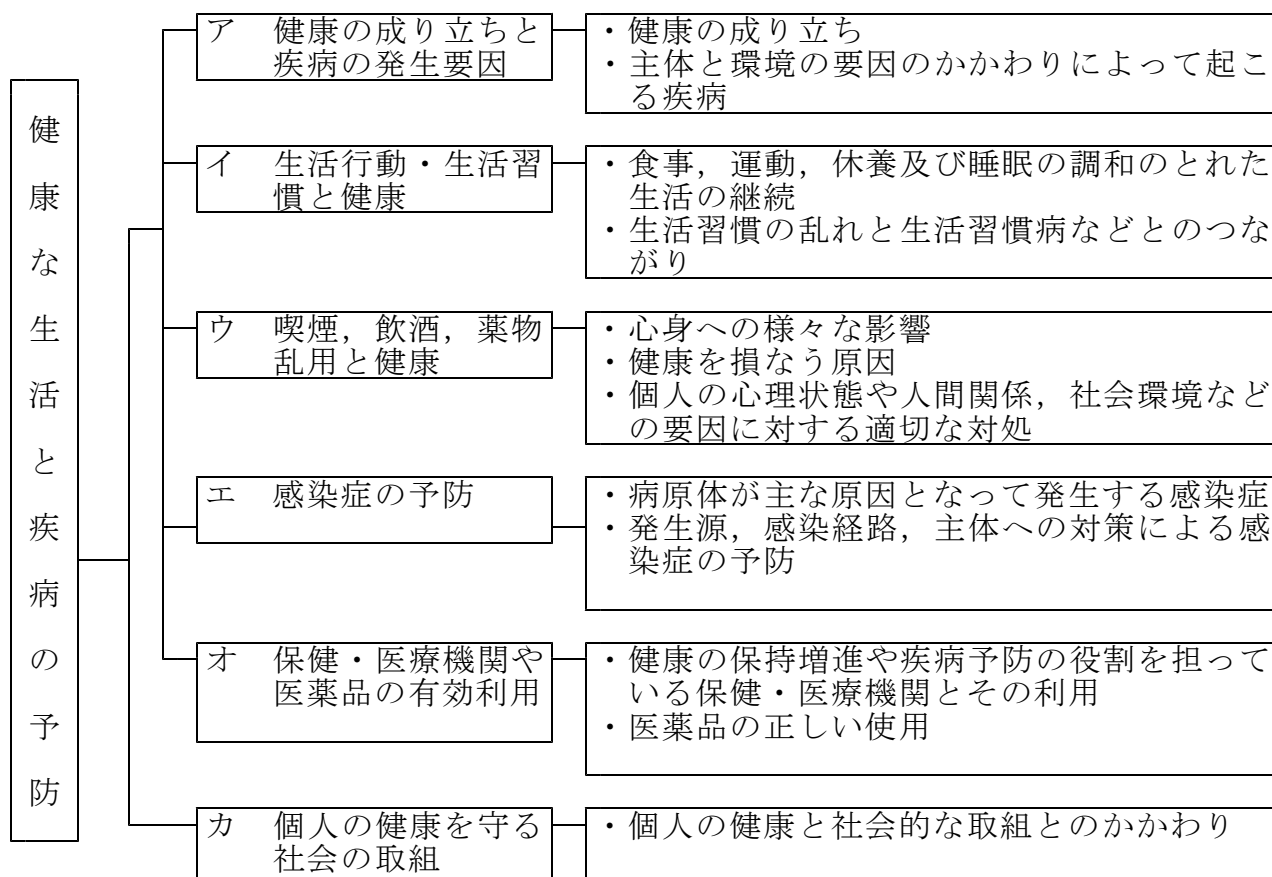 健康な生活と疾病の予防
ア 健康の成り立ちと
疾病の発生要因
・健康の成り立ち
・主体と環境の要因のかかわりによって起こ
る疾病
イ 生活行動・生活習
慣と健康
・食事，運動，休養及び睡眠の調和のとれた
生活の継続
・生活習慣の乱れと生活習慣病などとのつな
がり
ウ 喫煙，飲酒，薬物
乱用と健康
・心身への様々な影響
・健康を損なう原因
・個人の心理状態や人間関係，社会環境など
の要因に対する適切な対処
エ 感染症の予防
・病原体が主な原因となって発生する感染症
・発生源，感染経路，主体への対策による感
染症の予防
オ 保健・医療機関や
医薬品の有効利用
・健康の保持増進や疾病予防の役割を担って
いる保健・医療機関とその利用
・医薬品の正しい使用
カ 個人の健康を守る
社会の取組
・個人の健康と社会的な取組とのかかわり